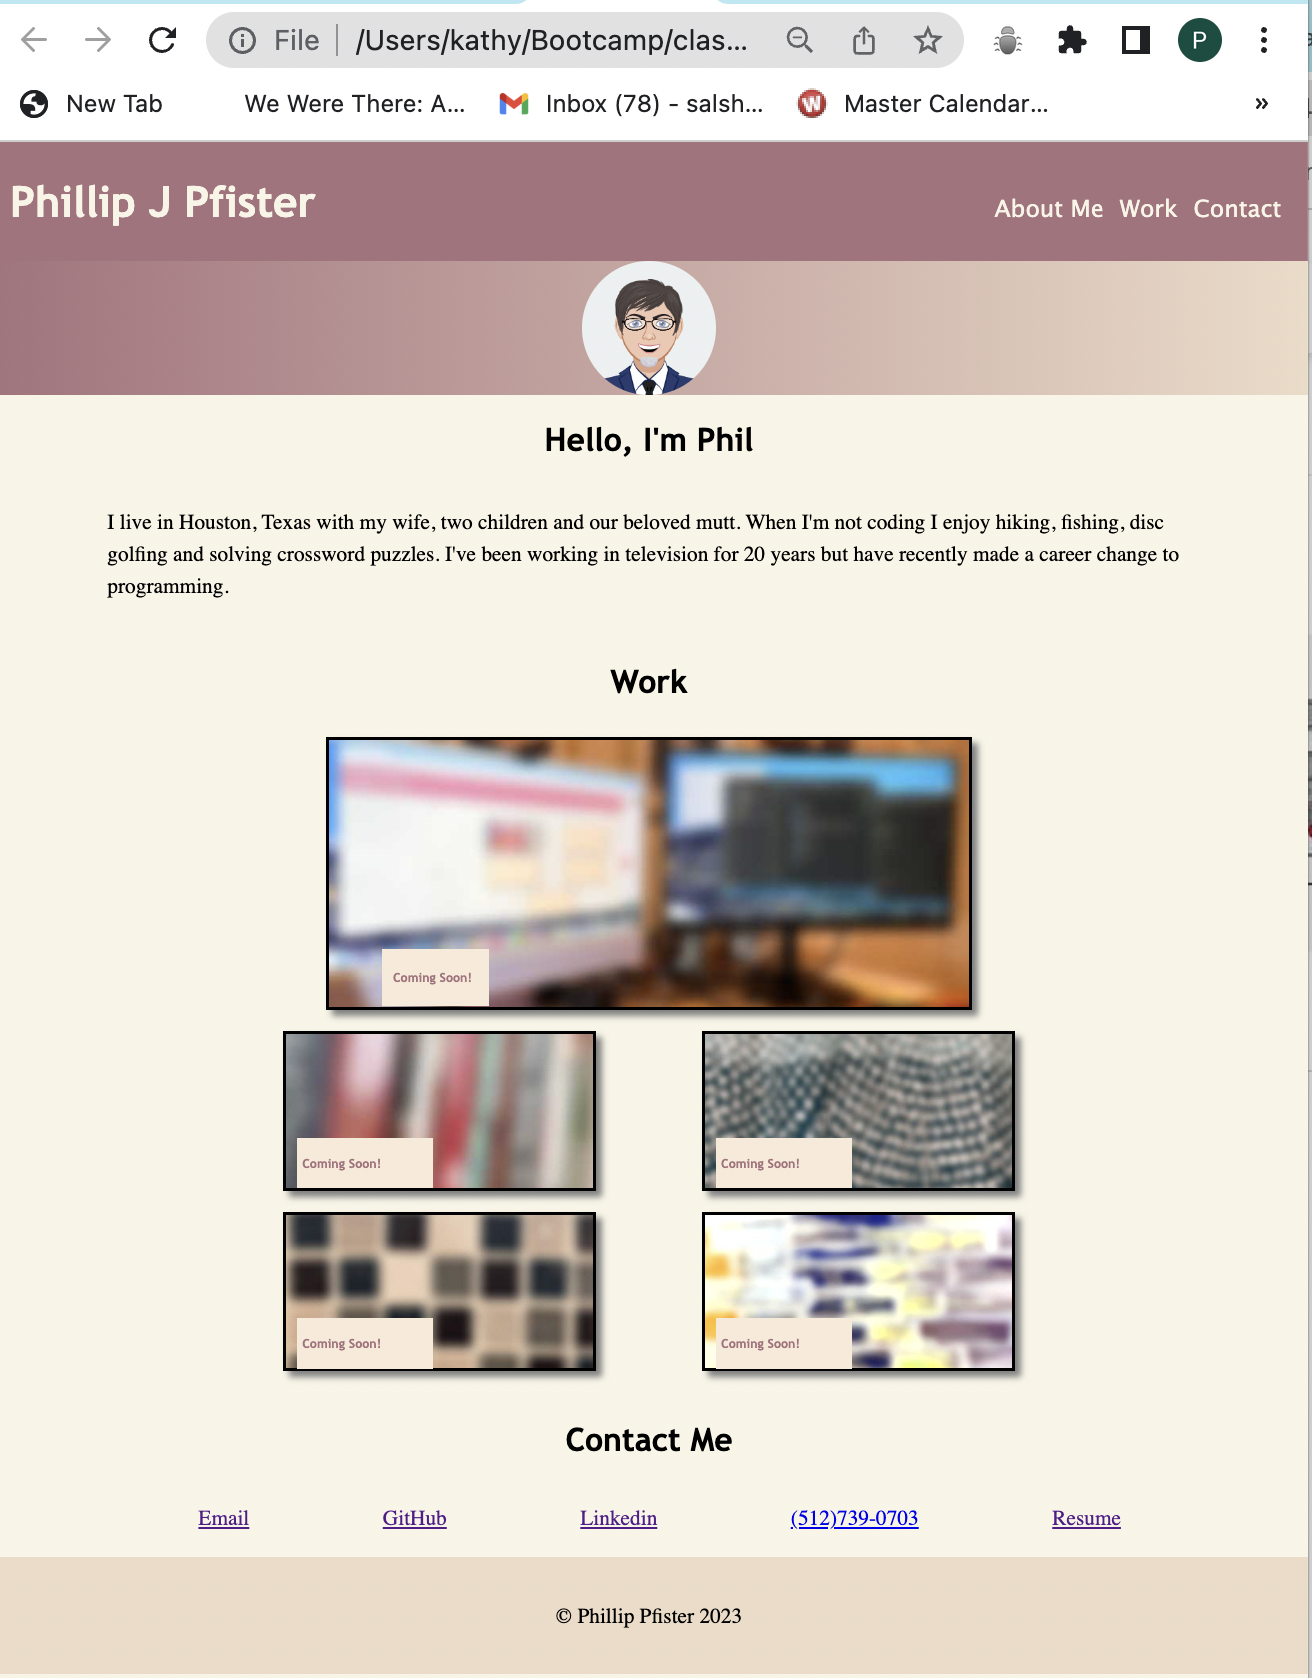 File | /Users/kathy/Bootcamp/clas...
P
New Tab
We Were There: A...
Inbox (78) - salsh...
Master Calendar...
»
Phillip J Pfister
About Me Work Contact
Hello, I'm Phil
I live in Houston, Texas with my wife, two children and our beloved mutt. When I'm not coding I enjoy hiking, fishing, disc
golfing and solving crossword puzzles. I've been working in television for 20 years but have recently made a career change to
programming.
Work
Coming Soon!
Coming Soon!
Coming Soon!
Coming Soon!
Coming Soon!
Contact Me
Email GitHub Linkedin (512)739-0703 Resume
© Phillip Pfister 2023